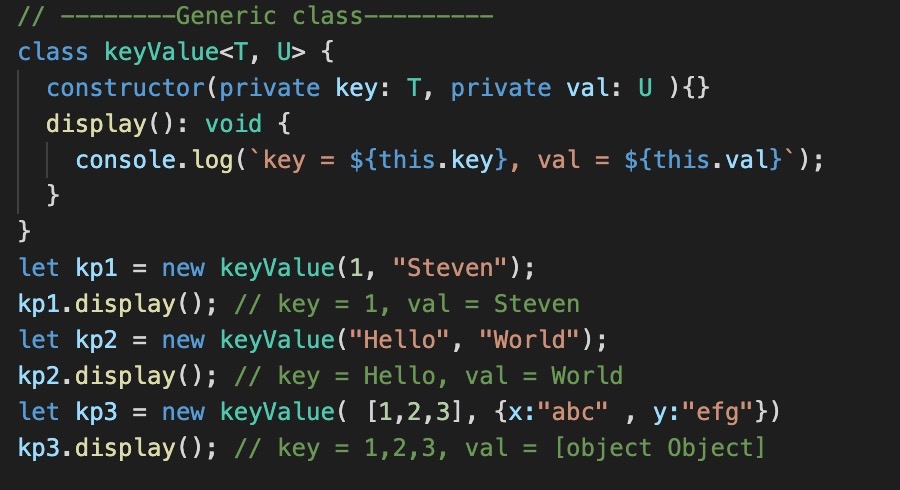 // --------Generic class---------
class keyValue<T, U> {
  constructor(private key: T, private val: U ){}
  display(): void {
    console.log(`key = ${this.key}, val = ${this.val}`);
  }
}
let kp1 = new keyValue(1, "Steven");
kp1.display(); // key = 1, val = Steven
let kp2 = new keyValue("Hello", "World");
kp2.display(); // key = Hello, val = World
let kp3 = new keyValue( [1,2,3], {x:"abc" , y:"efg"})
kp3.display(); // key = 1,2,3, val = [object Object]